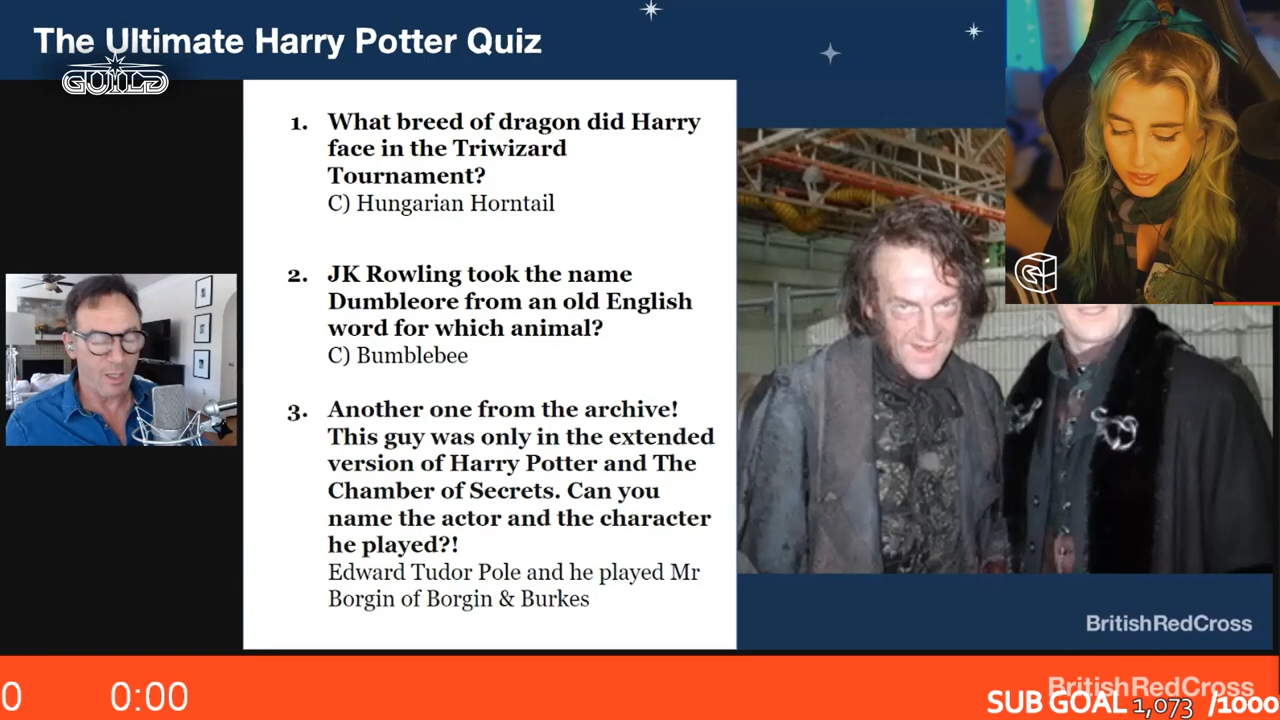 The Ultimate Harry Potter Quiz
GUILD
1. What breed of dragon did Harry
face in the Triwizard
Tournament?
C) Hungarian Horntail
2. JK Rowling took the name
Dumbleore from an old English
word for which animal?
C) Bumblebee
3. Another one from the archive!
This guy was only in the extended
version of Harry Potter and The
Chamber of Secrets. Can you
name the actor and the character
he played?!
Edward Tudor Pole and he played Mr
Borgin of Borgin & Burkes
BritishRedCross
0 0:00
BritishRedCross
SUB GOAL 1,073 /1000